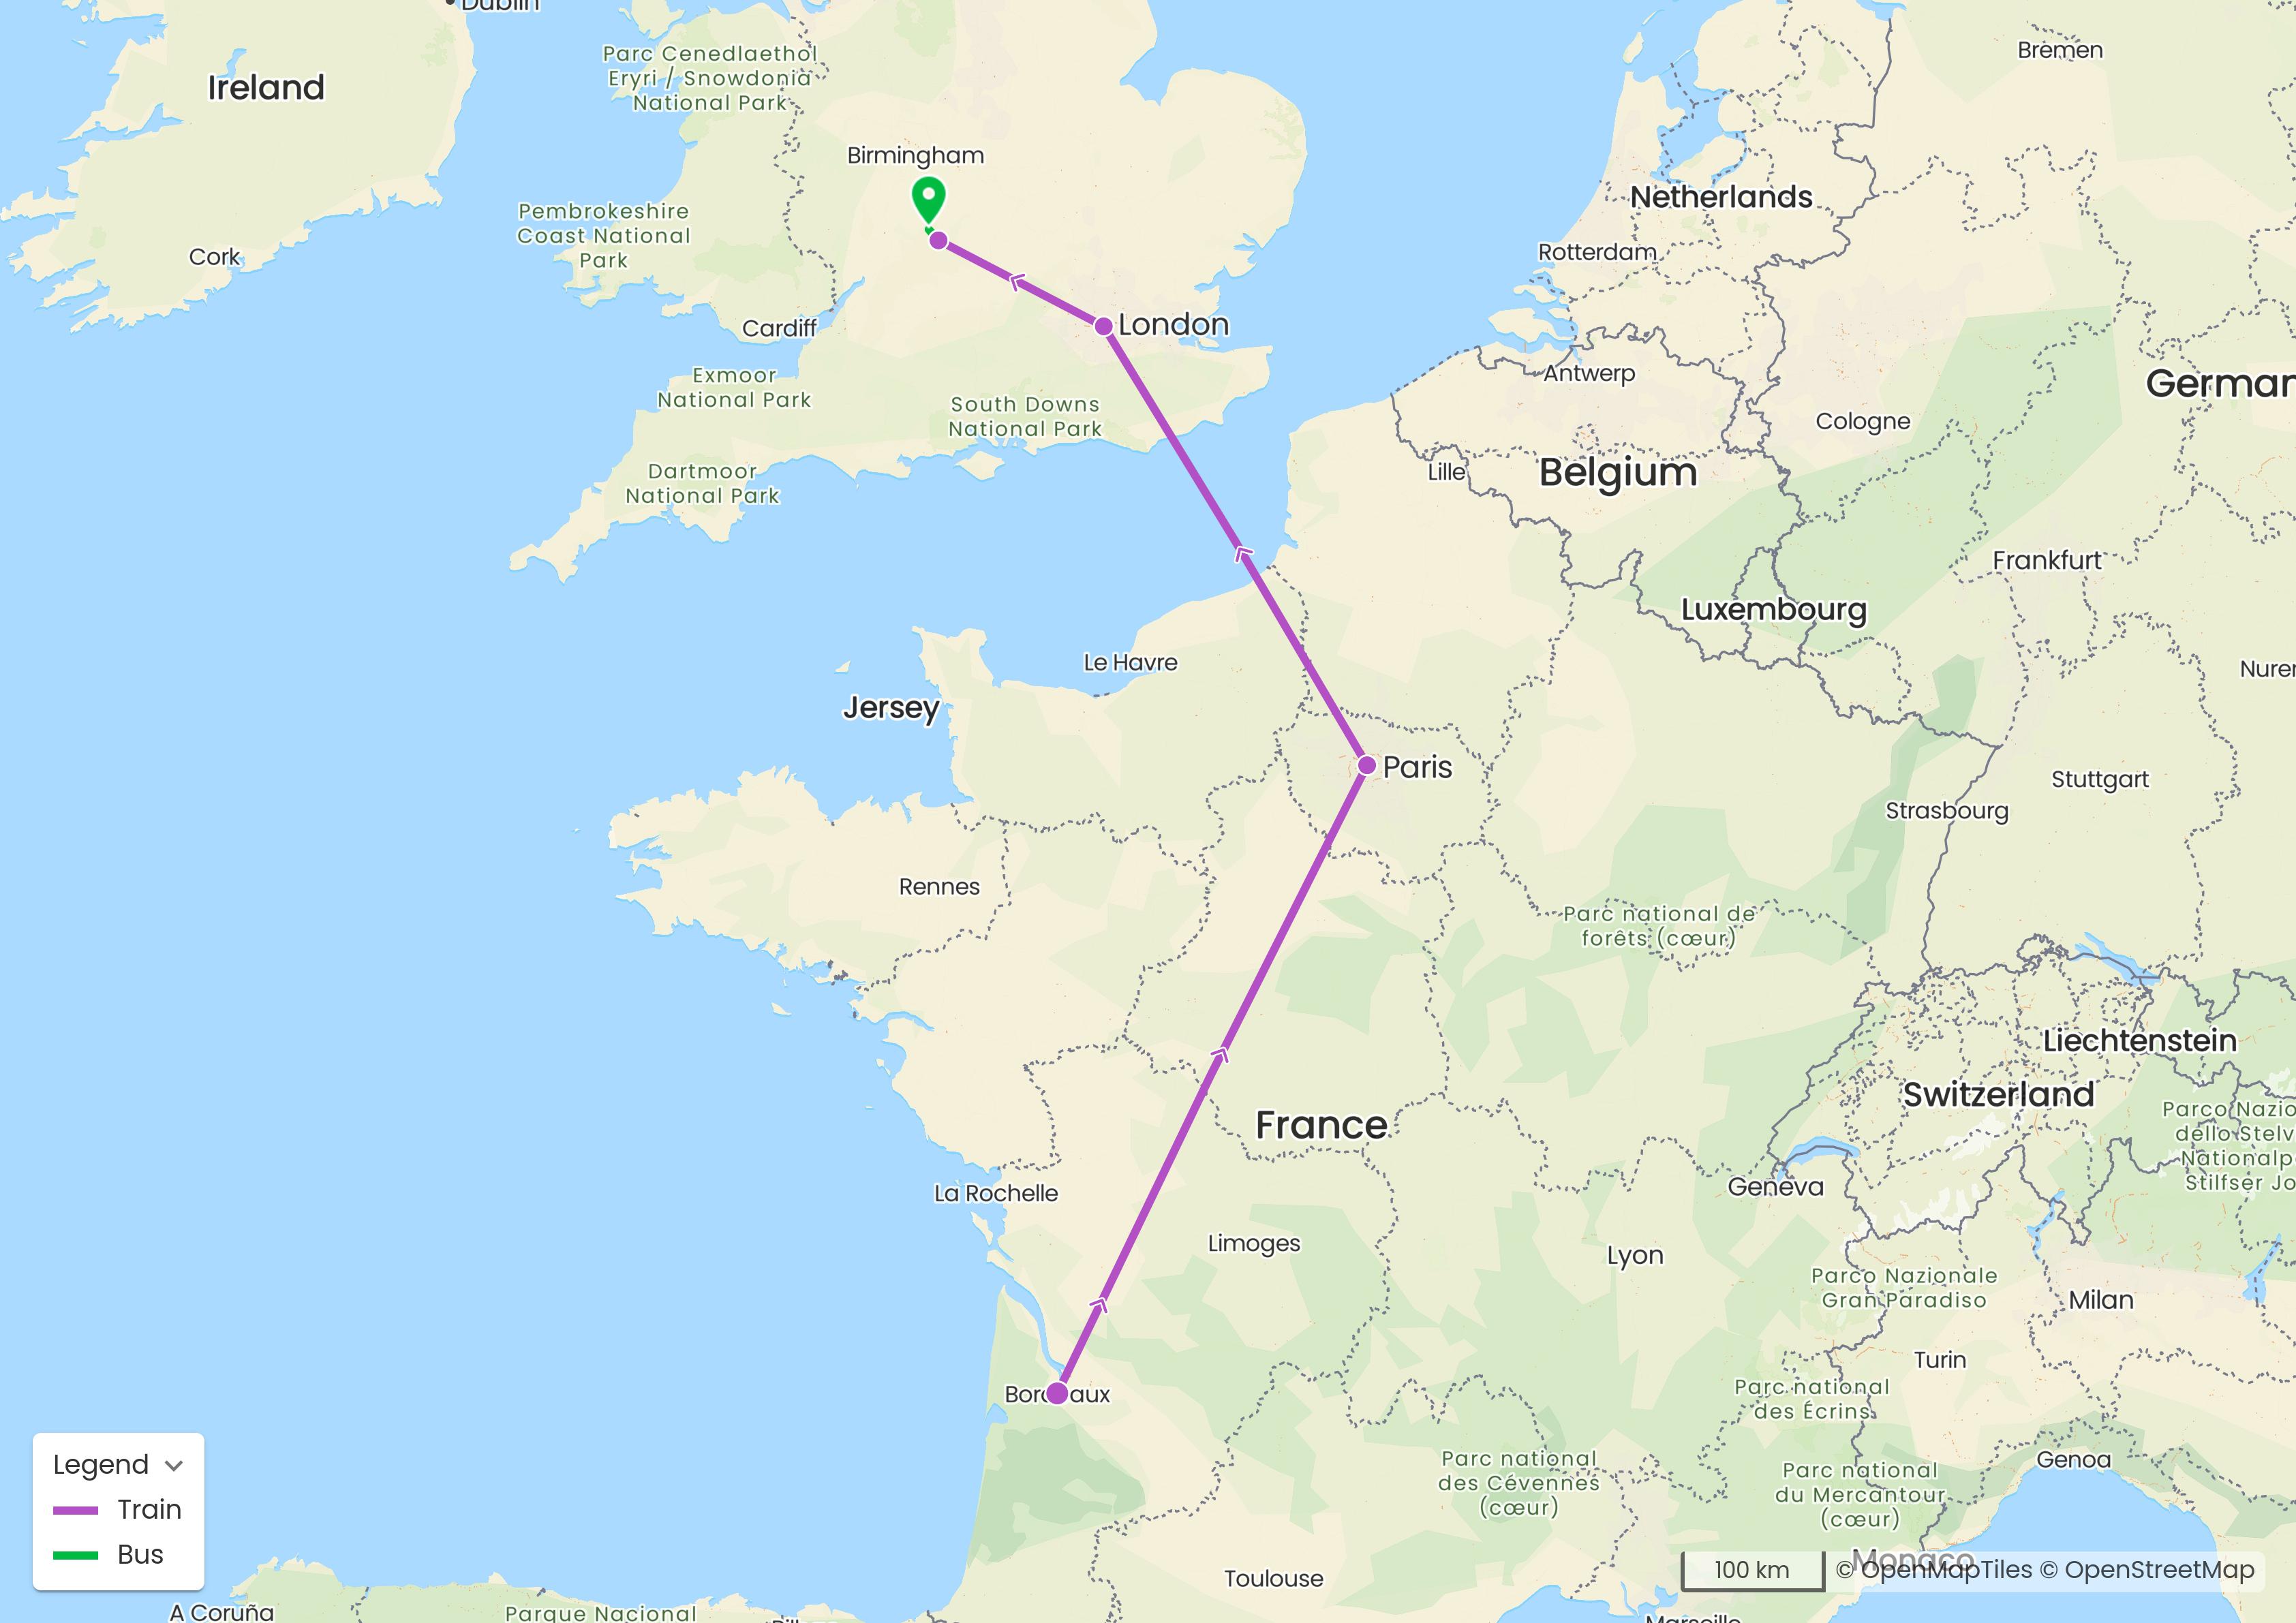 Dublin
Ireland
Parc Cenedlaethol
Eryri / Snowdonia
National Park
Bremen
Birmingham
Netherlands
Pembrokeshire
Coast National
Park
Cork
Rotterdam
Cardiff
London
Antwerp
Exmoor
National Park
German
South Downs
National Park
Cologne
Dartmoor
National Park
Lille
Belgium
Frankfurt
Luxembourg
Le Havre
Nurem
Jersey
Paris
Stuttgart
Strasbourg
Rennes
Parc national de
forêts (cœur)
Liechtenstein
Switzerland
France
Parco Nazio
dello Stelv
Nationalp
Stilfser Jo
La Rochelle
Geneva
Limoges
Lyon
Parco Nazionale
Gran Paradiso
Milan
Turin
Bordeaux
Parc national
des Écrins
Parc national
des Cévennes
(cœur)
Genoa
Parc national
du Mercantour
(cœur)
Legend
Train
Bus
Toulouse
Monaco
100 km
© OpenMapTiles © OpenStreetMap
A Coruña
Parque Nacional
Marseille